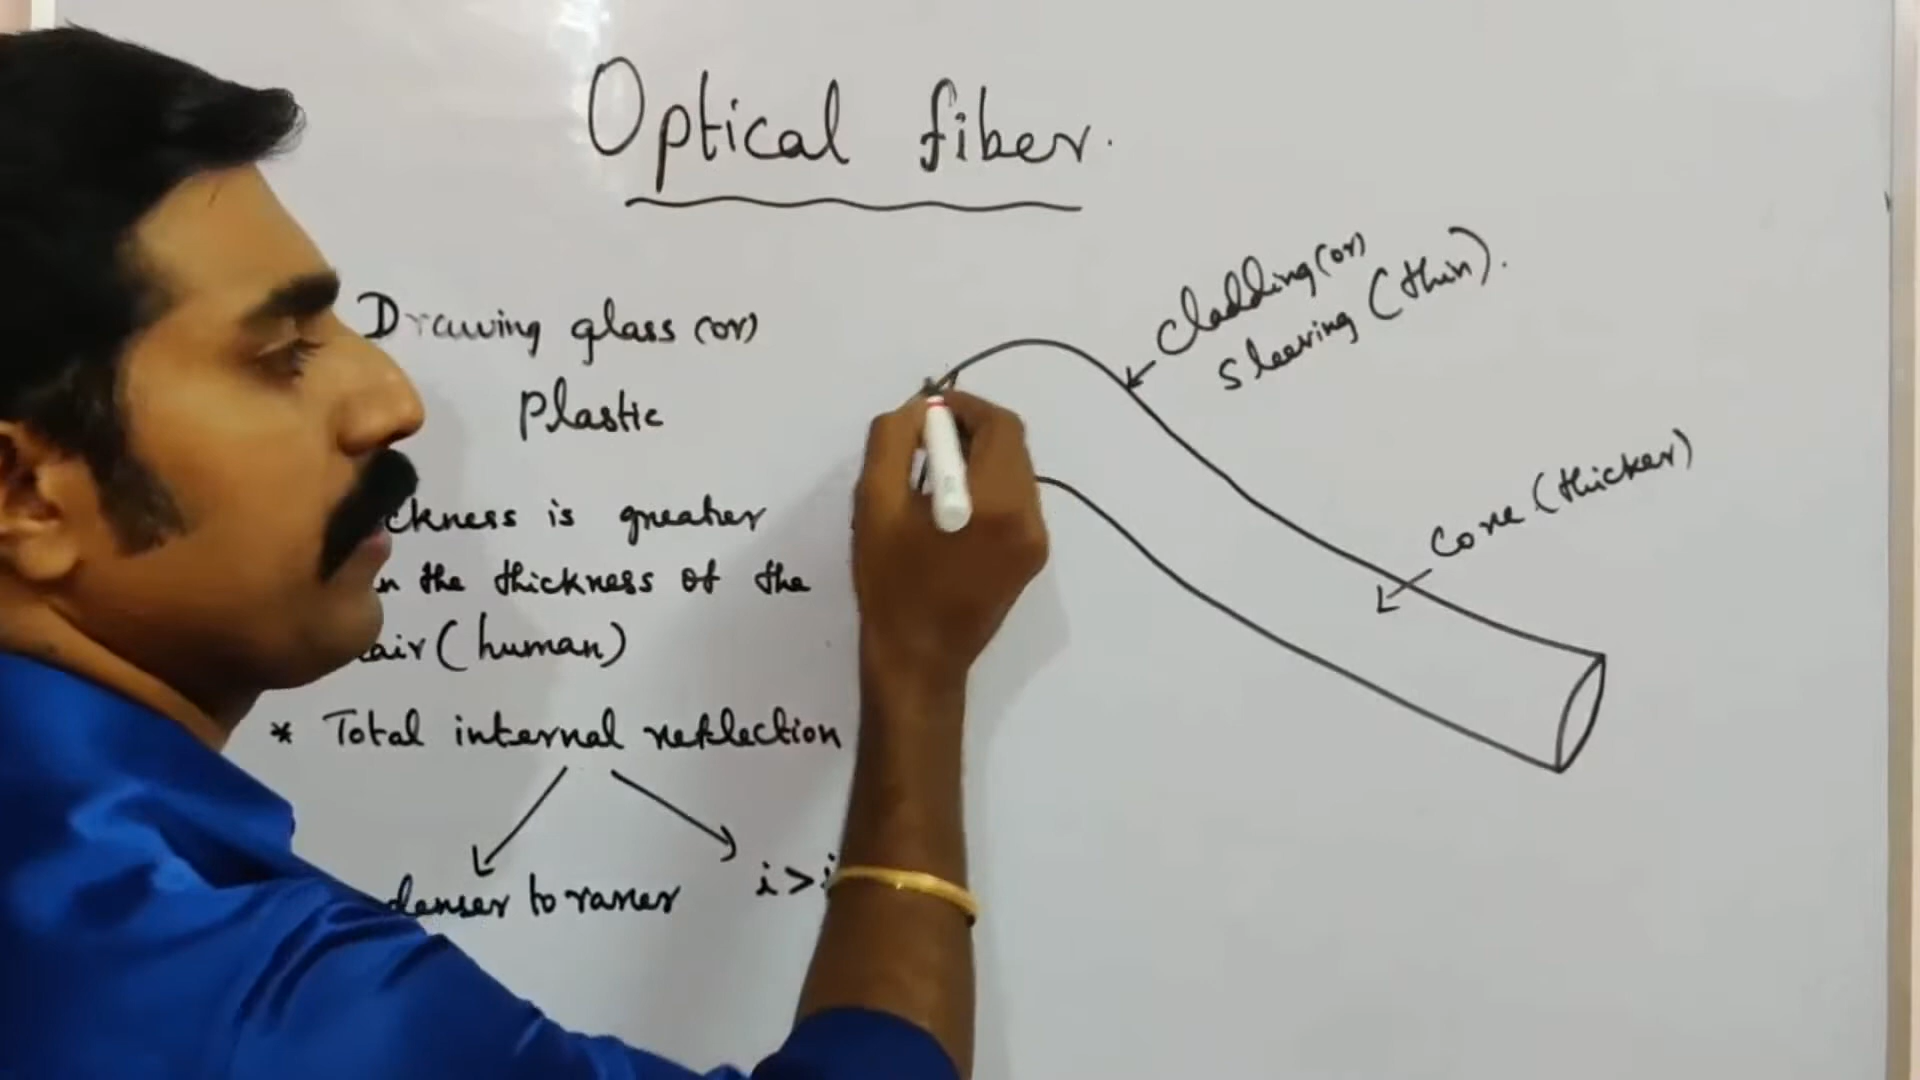 Optical fiber.
Drawing glass (or)
Plastic
ckness is greater
n the thickness of the
air (human)
* Total internal reflection
denser to rarer
i > i
cladding (or)
sleeving (thin).
core (thicker)